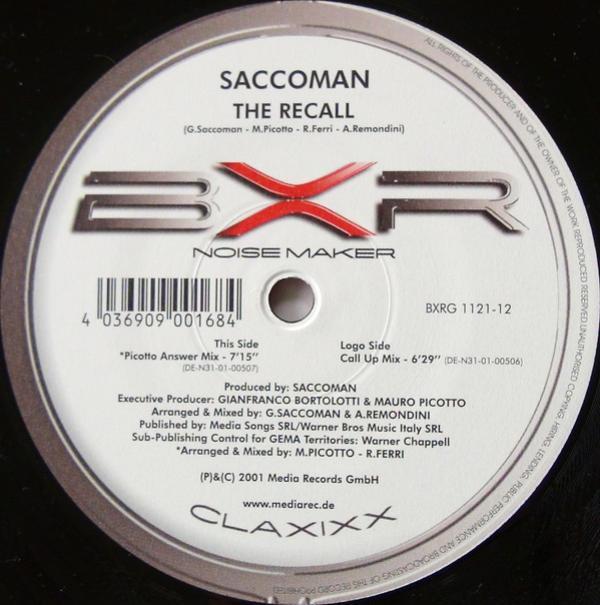 SACCOMAN
THE RECALL
(G.Saccoman - M.Picotto - R.Ferri - A.Remondini)
BXR
NOISE MAKER
4 036909 001684
BXRG 1121-12
This Side
*Picotto Answer Mix - 7'15"
(DE-N31-01-00507)
Logo Side
Call Up Mix - 6'29" (DE-N31-01-00506)
Produced by: SACCOMAN
Executive Producer: GIANFRANCO BORTOLOTTI & MAURO PICOTTO
Arranged & Mixed by: G.SACCOMAN & A.REMONDINI
Published by: Media Songs SRL/Warner Bros Music Italy SRL
Sub-Publishing Control for GEMA Territories: Warner Chappell
*Arranged & Mixed by: M.PICOTTO - R.FERRI
(P)&(C) 2001 Media Records GmbH
www.mediarec.de
CLAXIXX
ALL RIGHTS OF THE PRODUCER AND OF THE OWNER OF THE WORK REPRODUCED RESERVED. UNAUTHORISED COPYING, HIRING, LENDING, PUBLIC PERFORMANCE AND BROADCASTING OF THIS RECORD PROHIBITED